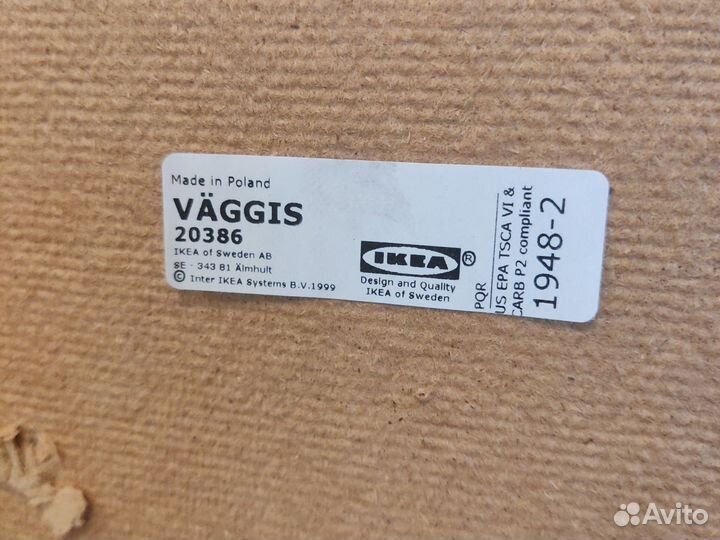 Made in Poland
VÄGGIS
20386
IKEA of Sweden AB
SE - 343 81 Älmhult
© Inter IKEA Systems B.V.1999
IKEA®
Design and Quality
IKEA of Sweden
PQR
US EPA TSCA VI &
CARB P2 compliant
1948-2
Avito